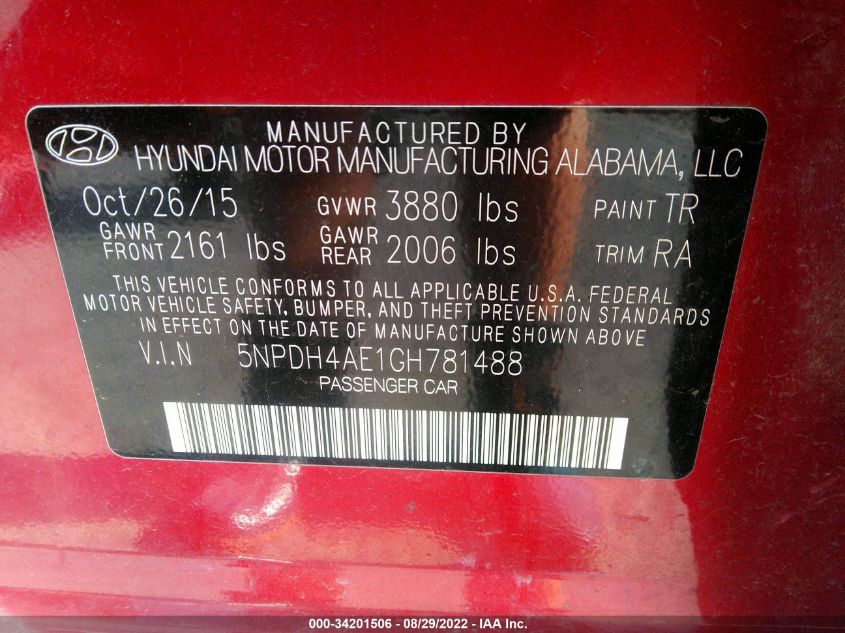 MANUFACTURED BY
HYUNDAI MOTOR MANUFACTURING ALABAMA, LLC
Oct/26/15 GVWR 3880 lbs PAINT TR
GAWR FRONT 2161 lbs GAWR REAR 2006 lbs TRIM RA
THIS VEHICLE CONFORMS TO ALL APPLICABLE U.S.A. FEDERAL
MOTOR VEHICLE SAFETY, BUMPER, AND THEFT PREVENTION STANDARDS
IN EFFECT ON THE DATE OF MANUFACTURE SHOWN ABOVE
V.I.N 5NPDH4AE1GH781488
PASSENGER CAR
000-34201506 - 08/29/2022 - IAA Inc.